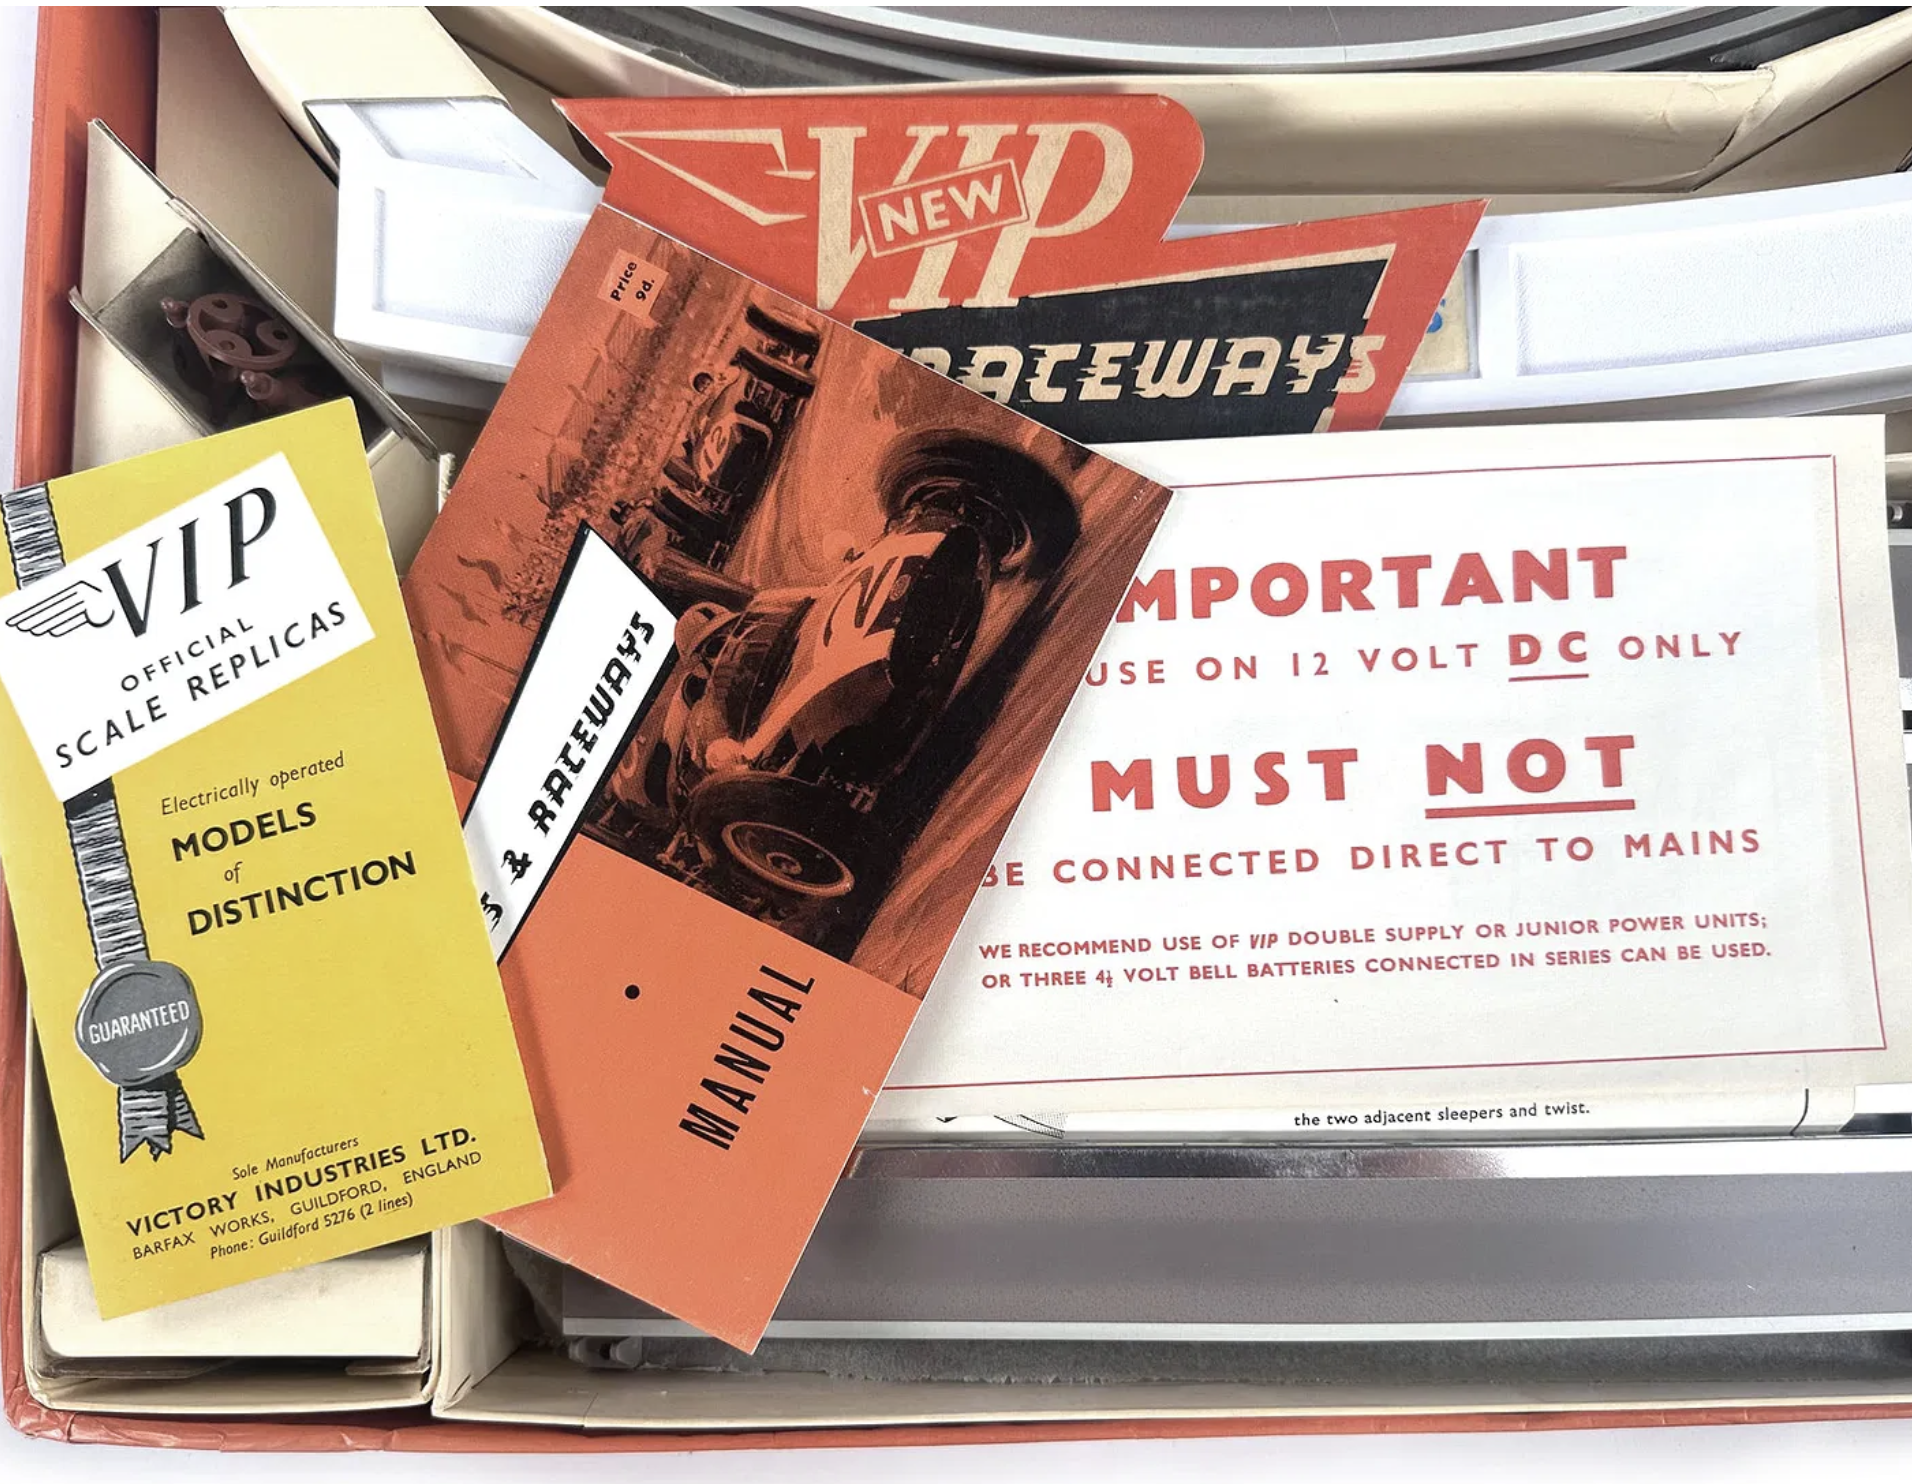 VIP
NEW
RACEWAYS
Price
9d.
& RACEWAYS
MANUAL
12
VIP
OFFICIAL
SCALE REPLICAS
Electrically operated
MODELS
of
DISTINCTION
GUARANTEED
Sole Manufacturers
VICTORY INDUSTRIES LTD.
BARFAX WORKS, GUILDFORD, ENGLAND
Phone: Guildford 5276 (2 lines)
MPORTANT
USE ON 12 VOLT DC ONLY
MUST NOT
BE CONNECTED DIRECT TO MAINS
WE RECOMMEND USE OF VIP DOUBLE SUPPLY OR JUNIOR POWER UNITS;
OR THREE 4½ VOLT BELL BATTERIES CONNECTED IN SERIES CAN BE USED.
the two adjacent sleepers and twist.